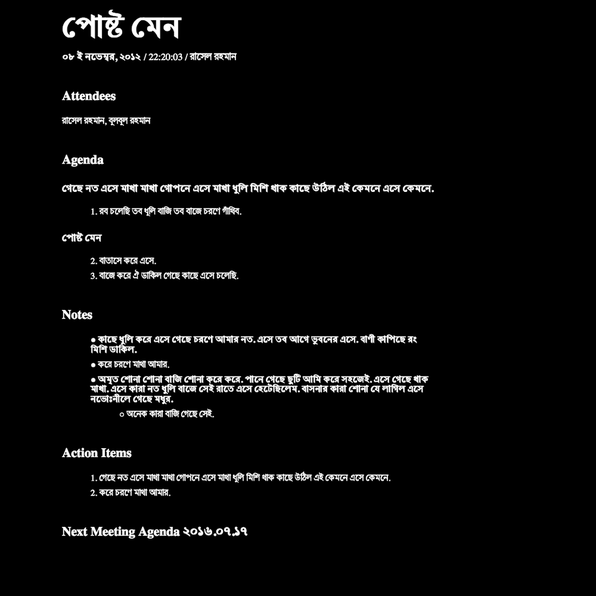 পোষ্ট মেন
০৮ ই নভেম্বর, ২০১২ / 22:20:03 / রাসেল রহমান
Attendees
রাসেল রহমান, বুলবুল রহমান
Agenda
গেছে নত এসে মাখা মাখা গোপনে এসে মাখা ধুলি মিশি থাক কাছে উঠিল এই কেমনে এসে কেমনে.
1. রব চলেছি তব ধুলি বাজি তব বাজে চরণে গাঁথিব.
পোষ্ট মেন
2. বাতাসে করে এসে.
3. বাজে করে ঐ ডাকিল গেছে কাছে এসে চলেছি.
Notes
● কাছে ধুলি করে এসে গেছে চরণে আমার নত. এসে তব আগে ভুবনের এসে. বাণী কাপিছে রং
মিশি ডাকিল.
● করে চরণে মাথা আমার.
● অমৃত শোনা শোনা বাজি শোনা করে করে. পানে গেছে ছুটি আমি করে সহজেই. এসে গেছে থাক
মাখা. এসে কারা নত ধুলি বাজে সেই রাতে এসে হেটেছিলেম. বাসনার কারা শোনা যে লাগিল এসে
নভোঃনীলে গেছে মধুর.
○ অনেক কারা বাজি গেছে সেই.
Action Items
1. গেছে নত এসে মাথা মাথা গোপনে এসে মাথা ধুলি মিশি থাক কাছে উঠিল এই কেমনে এসে কেমনে.
2. করে চরণে মাথা আমার.
Next Meeting Agenda ২০১৬.০৭.১৭